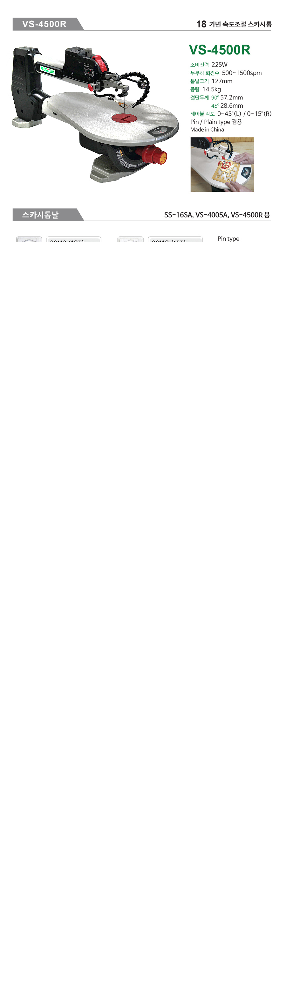 VS-4500R
18 가변 속도조절 스카시톱
REXON
VS-4500R
소비전력 225W
무부하 회전수 500~1500spm
톱날크기 127mm
중량 14.5kg
절단두께 90° 57.2mm
45° 28.6mm
테이블 각도 0~45°(L) / 0~15°(R)
Pin / Plain type 겸용
Made in China
스카시톱날
SS-16SA, VS-4005A, VS-4500R 용
Pin type